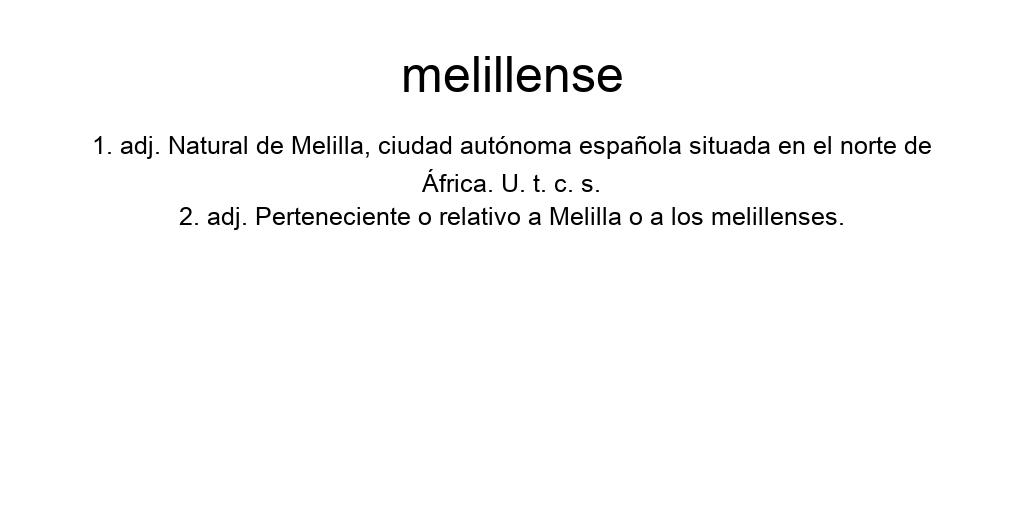 melillense
1. adj. Natural de Melilla, ciudad autónoma española situada en el norte de
África. U. t. c. s.
2. adj. Perteneciente o relativo a Melilla o a los melillenses.